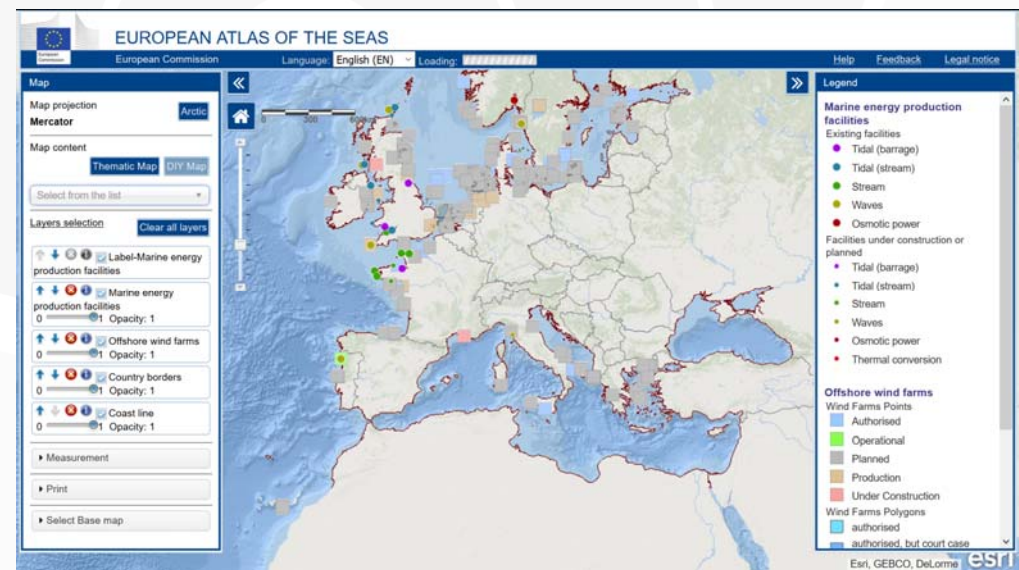 EUROPEAN ATLAS OF THE SEAS
European Commission
European Commission
Language: English (EN) Loading:
Help Feedback Legal notice
Map
Map projection
Mercator
Arctic
Map content
Thematic Map DIY Map
Select from the list
Layers selection
Clear all layers
Label-Marine energy
production facilities
Marine energy
production facilities
0 1 Opacity: 1
Offshore wind farms
0 1 Opacity: 1
Country borders
0 1 Opacity: 1
Coast line
0 1 Opacity: 1
Measurement
Print
Select Base map
0 300
Legend
Marine energy production
facilities
Existing facilities
Tidal (barrage)
Tidal (stream)
Stream
Waves
Osmotic power
Facilities under construction or
planned
Tidal (barrage)
Tidal (stream)
Stream
Waves
Osmotic power
Thermal conversion
Offshore wind farms
Wind Farms Points
Authorised
Operational
Planned
Production
Under Construction
Wind Farms Polygons
authorised
authorised, but court case
Esri, GEBCO, DeLorme
esri